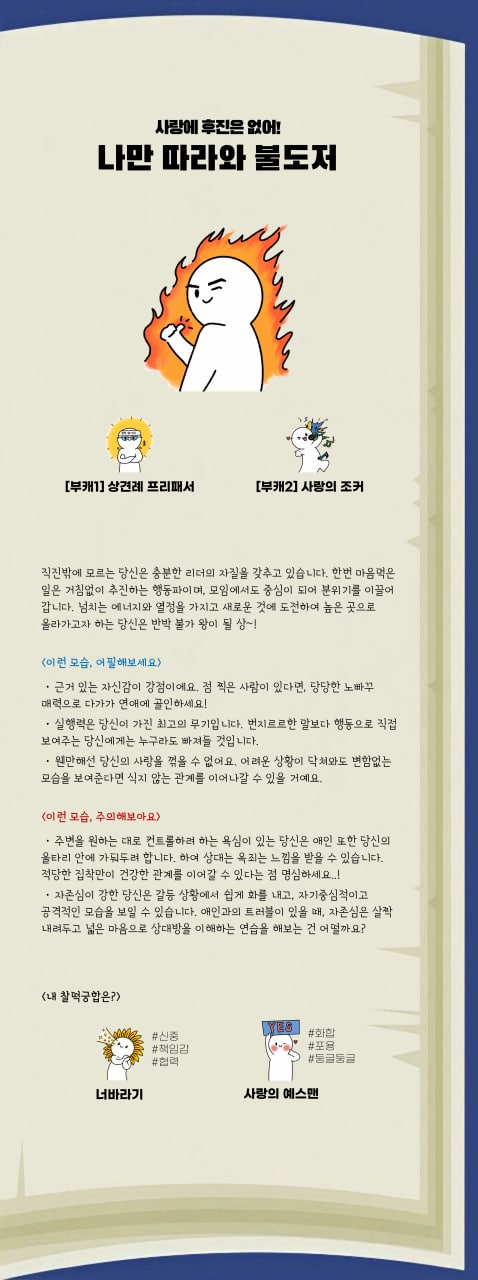 사랑에 후진은 없어!
나만 따라와 불도저
[부캐1] 상견례 프리패서
[부캐2] 사랑의 조커
직진밖에 모르는 당신은 충분한 리더의 자질을 갖추고 있습니다. 한번 마음먹은
일은 거침없이 추진하는 행동파이며, 모임에서도 중심이 되어 분위기를 이끌어
갑니다. 넘치는 에너지와 열정을 가지고 새로운 것에 도전하여 높은 곳으로
올라가고자 하는 당신은 반박 불가 왕이 될 상~!
<이런 모습, 어필해보세요>
· 근거 있는 자신감이 강점이에요. 점 찍은 사람이 있다면, 당당한 노빠꾸
매력으로 다가가 연애에 골인하세요!
· 실행력은 당신이 가진 최고의 무기입니다. 번지르르한 말보다 행동으로 직접
보여주는 당신에게는 누구라도 빠져들 것입니다.
· 웬만해선 당신의 사랑을 꺾을 수 없어요. 어려운 상황이 닥쳐와도 변함없는
모습을 보여준다면 식지 않는 관계를 이어나갈 수 있을 거예요.
<이런 모습, 주의해보아요>
· 주변을 원하는 대로 컨트롤하려 하는 욕심이 있는 당신은 애인 또한 당신의
울타리 안에 가둬두려 합니다. 하여 상대는 옥죄는 느낌을 받을 수 있습니다.
적당한 집착만이 건강한 관계를 이어갈 수 있다는 점 명심하세요..!
· 자존심이 강한 당신은 갈등 상황에서 쉽게 화를 내고, 자기중심적이고
공격적인 모습을 보일 수 있습니다. 애인과의 트러블이 있을 때, 자존심은 살짝
내려두고 넓은 마음으로 상대방을 이해하는 연습을 해보는 건 어떨까요?
<내 찰떡궁합은?>
#신중
#책임감
#협력
너바라기
YES
#화합
#포용
#둥글둥글
사랑의 예스맨